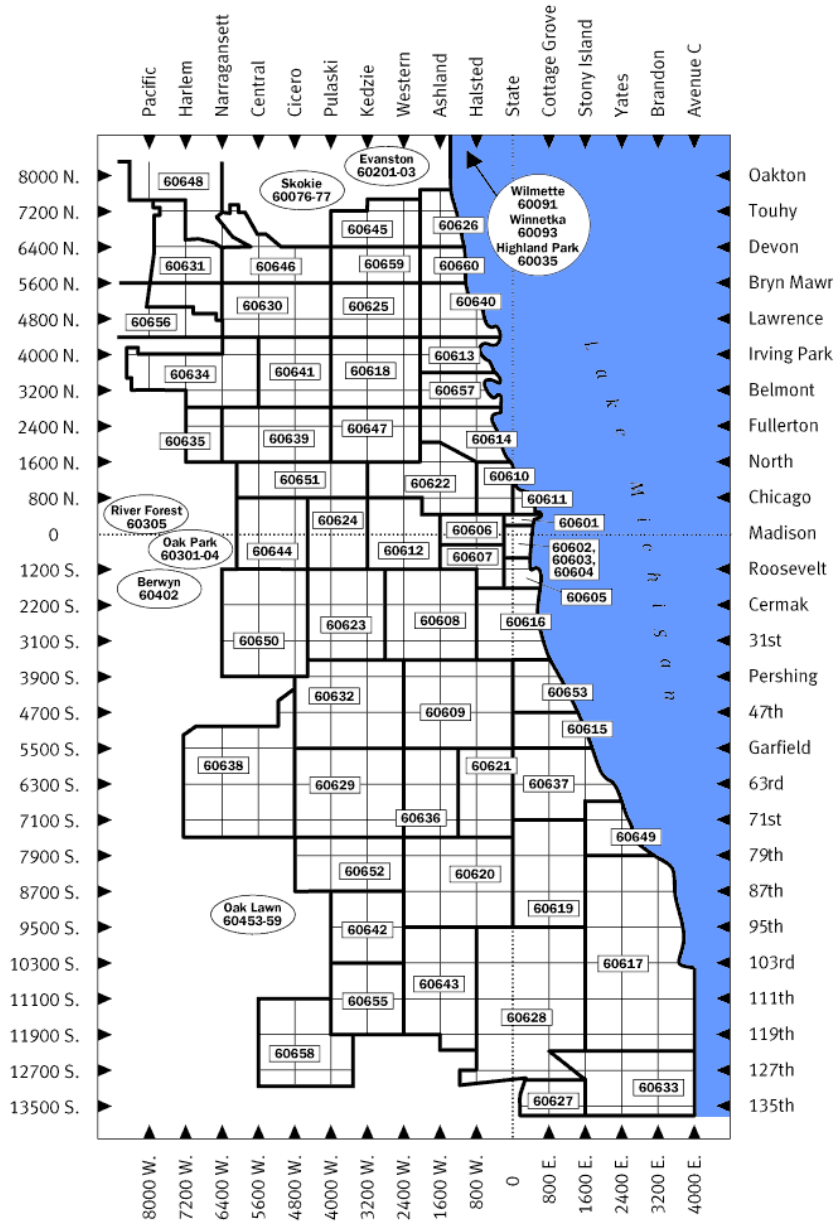 Pacific
Harlem
Narragansett
Central
Cicero
Pulaski
Kedzie
Western
Ashland
Halsted
State
Cottage Grove
Stony Island
Yates
Brandon
Avenue C
8000 N.
7200 N.
6400 N.
5600 N.
4800 N.
4000 N.
3200 N.
2400 N.
1600 N.
800 N.
0
1200 S.
2200 S.
3100 S.
3900 S.
4700 S.
5500 S.
6300 S.
7100 S.
7900 S.
8700 S.
9500 S.
10300 S.
11100 S.
11900 S.
12700 S.
13500 S.
Evanston
60201-03
Skokie
60076-77
Wilmette
60091
Winnetka
60093
Highland Park
60035
60648
60645
60626
60631
60646
60659
60660
60630
60625
60640
60656
60634
60641
60618
60613
60657
60635
60639
60647
60614
60651
60622
60610
60611
River Forest
60305
Oak Park
60301-04
Berwyn
60402
60624
60606
60601
60644
60612
60607
60602,
60603,
60604
60605
60650
60623
60608
60616
60632
60609
60653
60615
60638
60629
60621
60637
60636
60649
60652
60620
60619
Oak Lawn
60453-59
60642
60617
60655
60643
60628
60658
60627
60633
Lake Michigan
Oakton
Touhy
Devon
Bryn Mawr
Lawrence
Irving Park
Belmont
Fullerton
North
Chicago
Madison
Roosevelt
Cermak
31st
Pershing
47th
Garfield
63rd
71st
79th
87th
95th
103rd
111th
119th
127th
135th
8000 W.
7200 W.
6400 W.
5600 W.
4800 W.
4000 W.
3200 W.
2400 W.
1600 W.
800 W.
0
800 E.
1600 E.
2400 E.
3200 E.
4000 E.